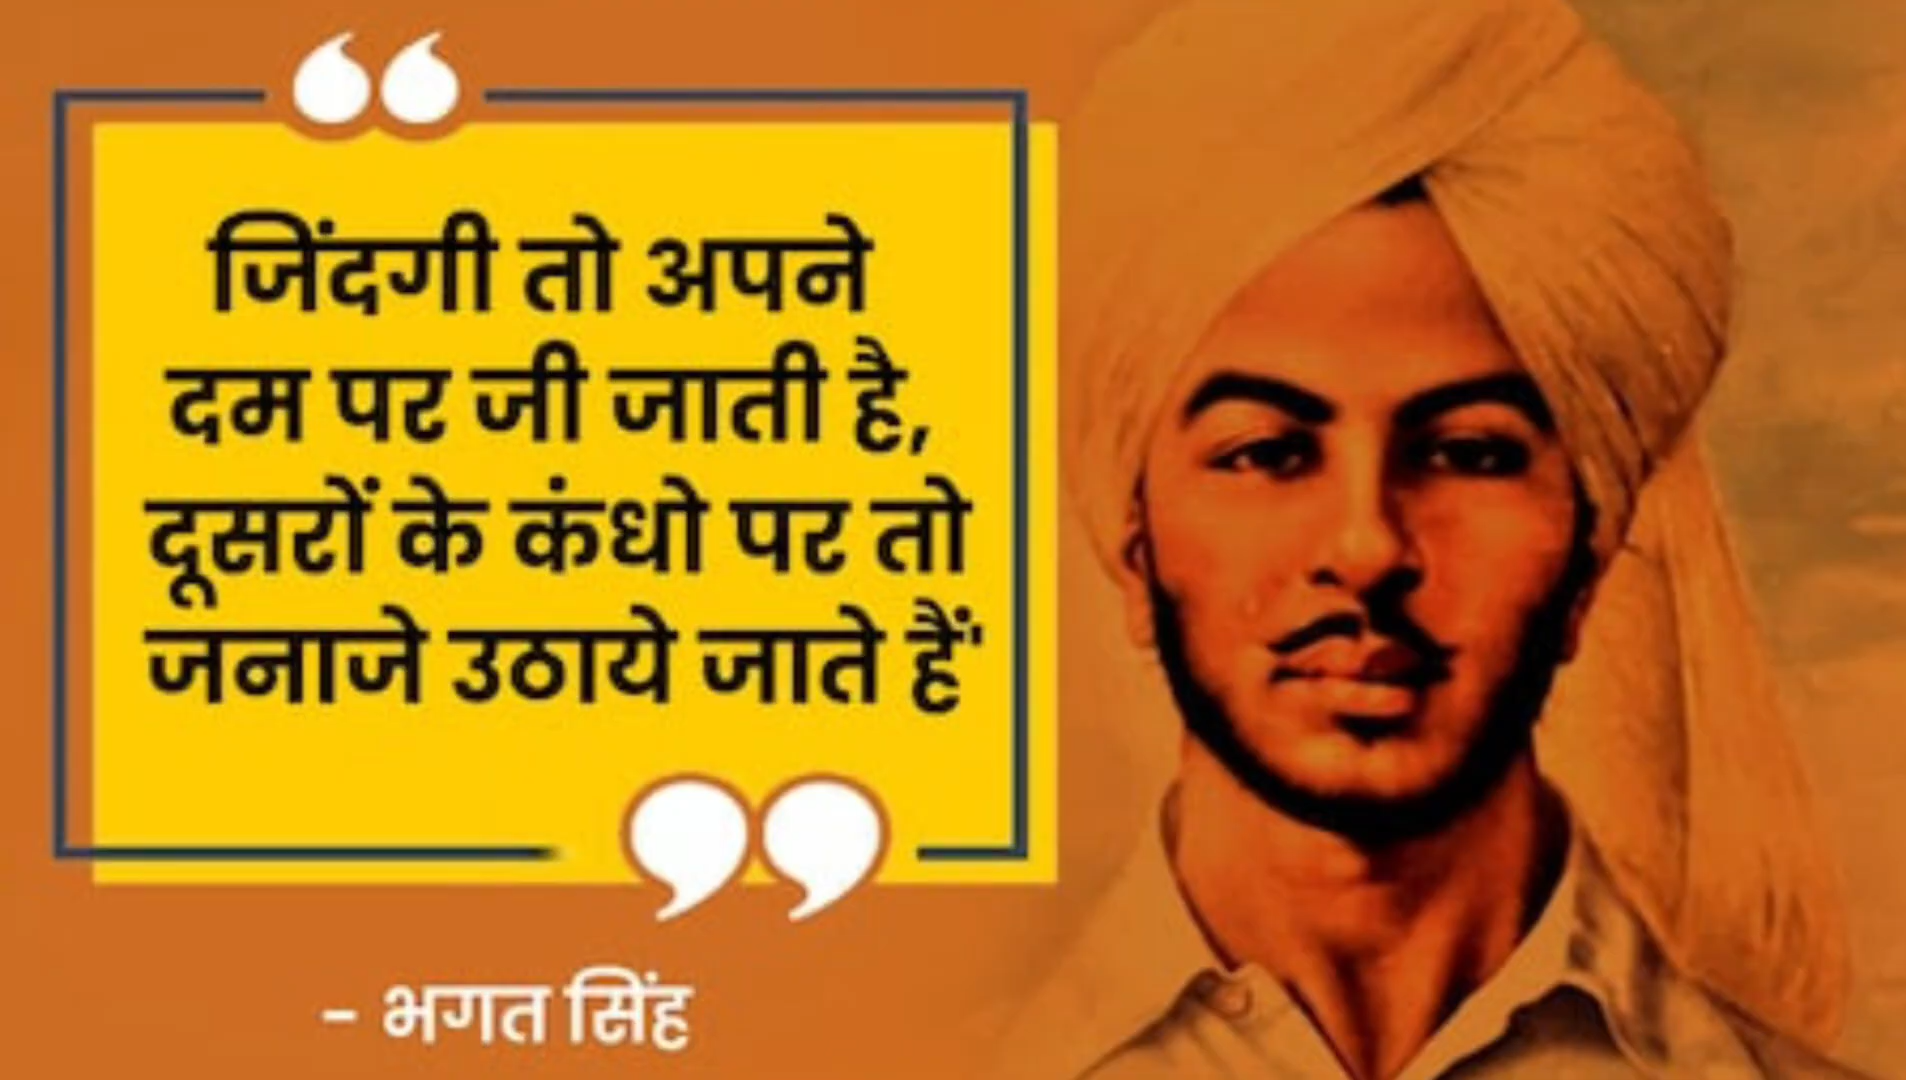 जिंदगी तो अपने
दम पर जी जाती है,
दूसरों के कंधो पर तो
जनाजे उठाये जाते हैं'
- भगत सिंह